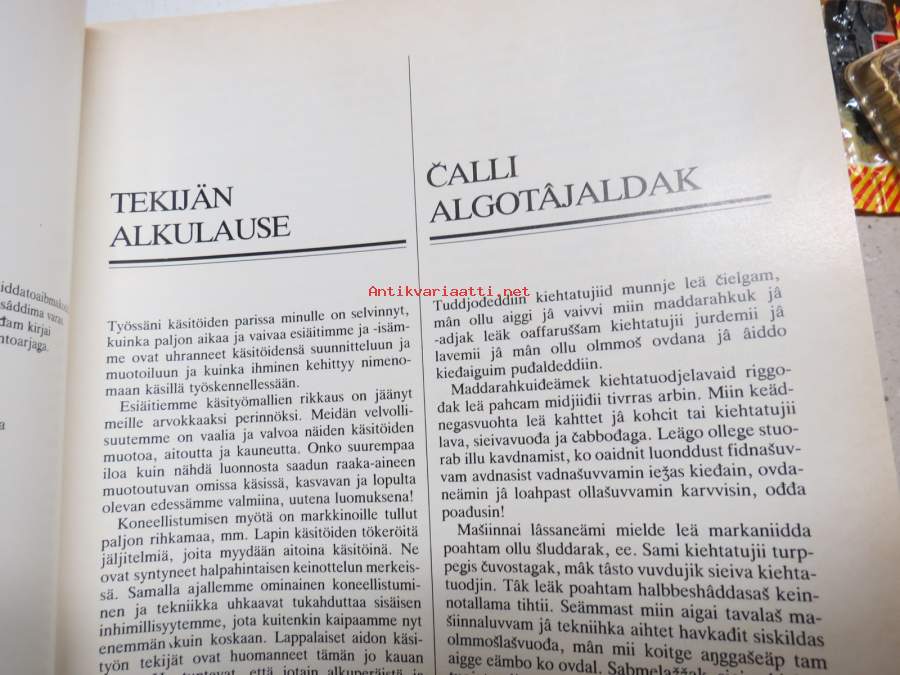 iddatoaibmak
sâddima varas
đam kirjai
ntoarjaga.
a
TEKIJÄN
ALKULAUSE
Työssäni käsitöiden parissa minulle on selvinnyt,
kuinka paljon aikaa ja vaivaa esiäitimme ja -isäm-
me ovat uhranneet käsitöidensä suunnitteluun ja
muotoiluun ja kuinka ihminen kehittyy nimeno-
maan käsillä työskennellessään.
Esiäitiemme käsityömallien rikkaus on jäänyt
meille arvokkaaksi perinnöksi. Meidän velvolli-
suutemme on vaalia ja valvoa näiden käsitöiden
muotoa, aitoutta ja kauneutta. Onko suurempaa
iloa kuin nähdä luonnosta saadun raaka-aineen
muotoutuvan omissa käsissä, kasvavan ja lopulta
olevan edessämme valmiina, uutena luomuksena!
Koneellistumisen myötä on markkinoille tullut
paljon rihkamaa, mm. Lapin käsitöiden tökeröitä
jäljitelmiä, joita myydään aitoina käsitöinä. Ne
ovat syntyneet halpahintaisen keinottelun merkeis-
sä. Samalla ajallemme ominainen koneellistumi-
nen ja tekniikka uhkaavat tukahduttaa sisäisen
inhimillisyytemme, jota kuitenkin kaipaamme nyt
enemmän kuin koskaan. Lappalaiset aidon käsi-
työn tekijät ovat huomanneet tämän jo kauan
että jotain alkuperäistä ja
ČALLI
ALGOTÂJALDAK
Antikvariaatti.net
Tuddjodeddiin kiehtatujiid munnje leä čielgam,
mân ollu aiggi jâ vaivvi miin maddarahkuk jâ
-adjak leäk oaffaruššam kiehtatujii jurdemii jâ
lavemii jâ mân ollu olmmoš ovdana jâ âiddo
kieđaiguim puđaldeddiin.
Maddarahkuiđeämek kiehtatuodjelavaid riggo-
đak leä pahcam midjiidii tivrras arbin. Miin keäd-
negasvuohta leä kahttet jâ kohcit tai kiehtatujii
lava, sieivavuođa ja čabbođaga. Leägo ollege stuo-
rab illu kavdnamist, ko oaidnit luonddust fidnašuv-
vam avdnasist vadnašuvvamin iežas kieđain, ovda-
neämin jâ loahpast ollašuvvamin karvvisin, ođđa
poadusin!
Mašiinnai lâssaneämi mielde leä markaniidda
poahtam ollu šluddarak, ee. Sami kiehtatujii turp-
pegis čuvostagak, mâk tâsto vuvdujik sieiva kiehta-
tuodjin. Tâk leäk poahtam halbbeshâddasaš kein-
notallama tihtii. Seämmast miin aigai tavalaš ma-
šiinnaluvvam jâ tekniihka aihtet havkađit siskildas
olmmošlašvuođa, mân mii koitge aŋggašeäp tam
aigge eämbo ko ovdal.